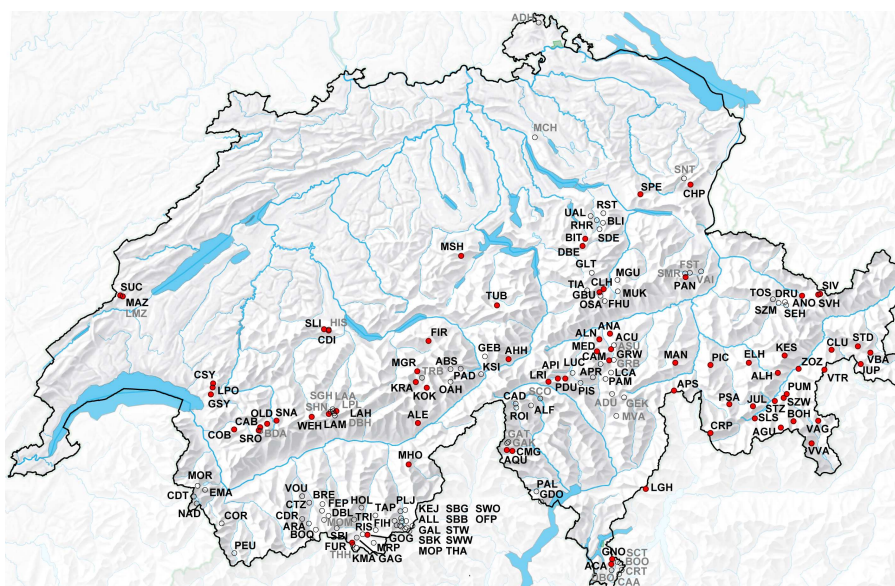 ADH
MCH
SNT
CHP
SPE
RST
UAL
BLI
RHR
SDE
BIT
DBE
MSH
GLT
MGU
TIA
CLH
GBU
MUK
OSA
FHU
FST
SMR
VAI
PAN
SUC
MAZ
LMZ
TUB
TOS
DRU
SIV
ANO
SVH
SZM
SEH
SLI
HIS
CDI
FIR
GEB
ALN
ANA
ACU
ASU
MED
GRW
CAM
GRB
AHH
KES
CLU
STD
VBA
UP
MGR
TRB
ABS
PAD
KSI
KRA
KOK
OAH
API
LUC
LRI
PDU
APR
PIS
LCA
PAM
MAN
PIC
ELH
ZOZ
ALH
VTR
APS
CSY
LPO
GSY
SGH
LAA
SHN
LPL
LAH
DBH
WEH
LAM
ALE
CAD
SCO
ROI
ALF
ADU
GEK
MVA
PSA
JUL
PUM
STZ
SZW
SLS
BOH
AGU
VAG
VVA
CRP
OLD
SNA
CAB
BDA
COB
SRO
GAT
GAK
CMG
AQU
MHO
LGH
PAL
GDO
MOR
CDT
EMA
NAD
COR
PEU
VOU
CTZ
BRE
FEP
HOL
PLJ
CDR
DBL
TRI
TAP
MOM
ARA
BOQ
SBI
RIS
FIH
GOG
FUR
THH
MRP
KMA GAG
KEJ SBG SWO
ALL SBB OFP
GAL STW
SBK SWW
MOP THA
GNO
SCT
BOO
ACA
CRT
DBO
CAA